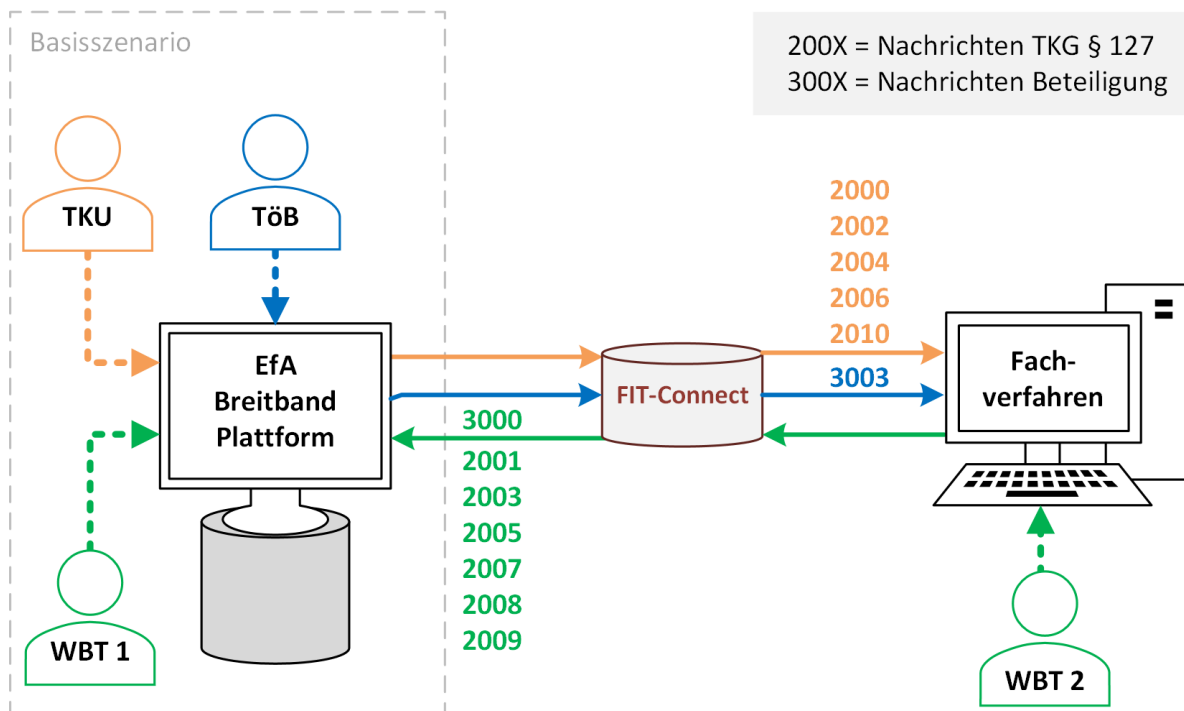 Basisszenario
200X = Nachrichten TKG § 127
300X = Nachrichten Beteiligung
TKU
TöB
2000
2002
2004
2006
2010
EfA
Breitband
Plattform
FIT-Connect
3003
Fach-
verfahren
3000
2001
2003
2005
2007
2008
2009
WBT 1
WBT 2